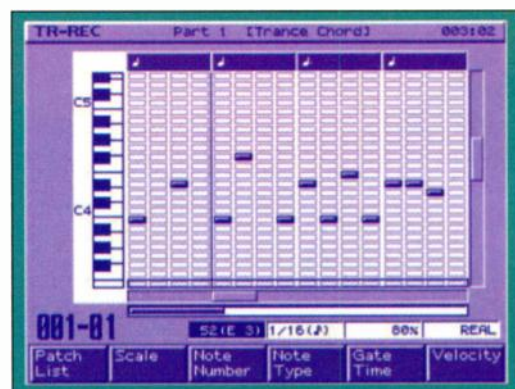 TR-REC Part 1 [Trance Chord] 003:02
C5
C4
001-01 52(E 3) 1/16(♪) 80% REAL
Patch List Scale Note Number Note Type Gate Time Velocity